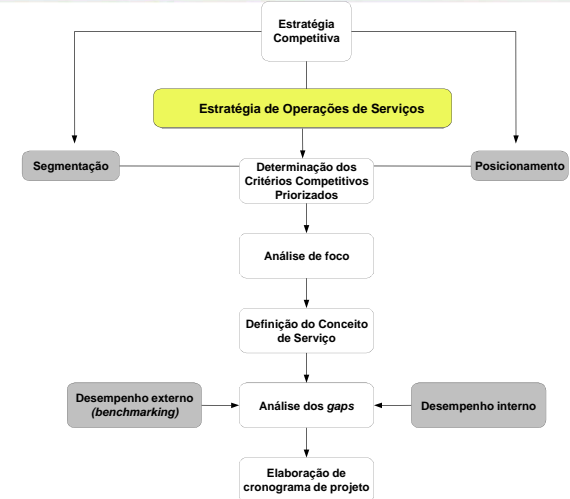 Estratégia
Competitiva
Estratégia de Operações de Serviços
Segmentação
Determinação dos
Critérios Competitivos
Priorizados
Posicionamento
Análise de foco
Definição do Conceito
de Serviço
Desempenho externo
(benchmarking)
Análise dos gaps
Desempenho interno
Elaboração de
cronograma de projeto